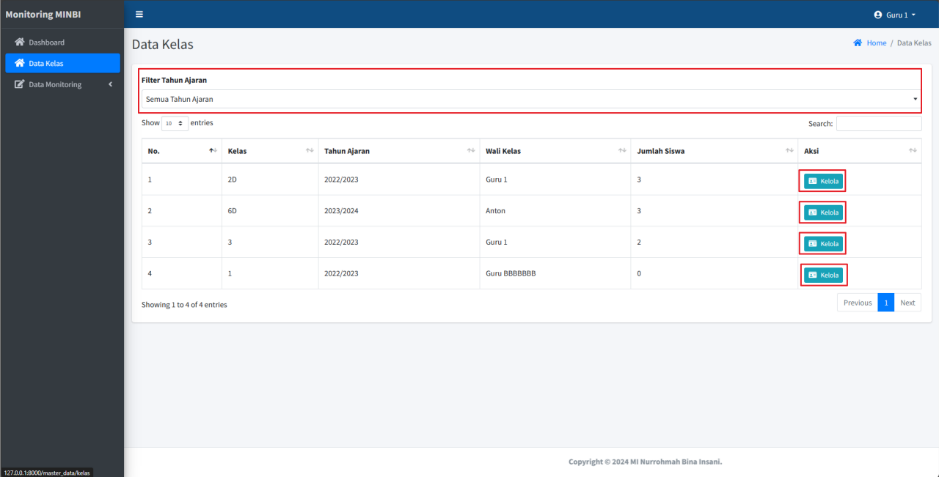 Monitoring MINBI
Guru 1
Dashboard
Data Kelas
Data Monitoring
Data Kelas
Home / Data Kelas
Filter Tahun Ajaran
Semua Tahun Ajaran
Show 10 entries
Search:
No. Kelas Tahun Ajaran Wali Kelas Jumlah Siswa Aksi
1 2D 2022/2023 Guru 1 3 Kelola
2 6D 2023/2024 Anton 3 Kelola
3 3 2022/2023 Guru 1 2 Kelola
4 1 2022/2023 Guru BBBBBBB 0 Kelola
Showing 1 to 4 of 4 entries
Previous 1 Next
Copyright © 2024 MI Nurrohmah Bina Insani.
127.0.0.1:8000/master_data/kelas